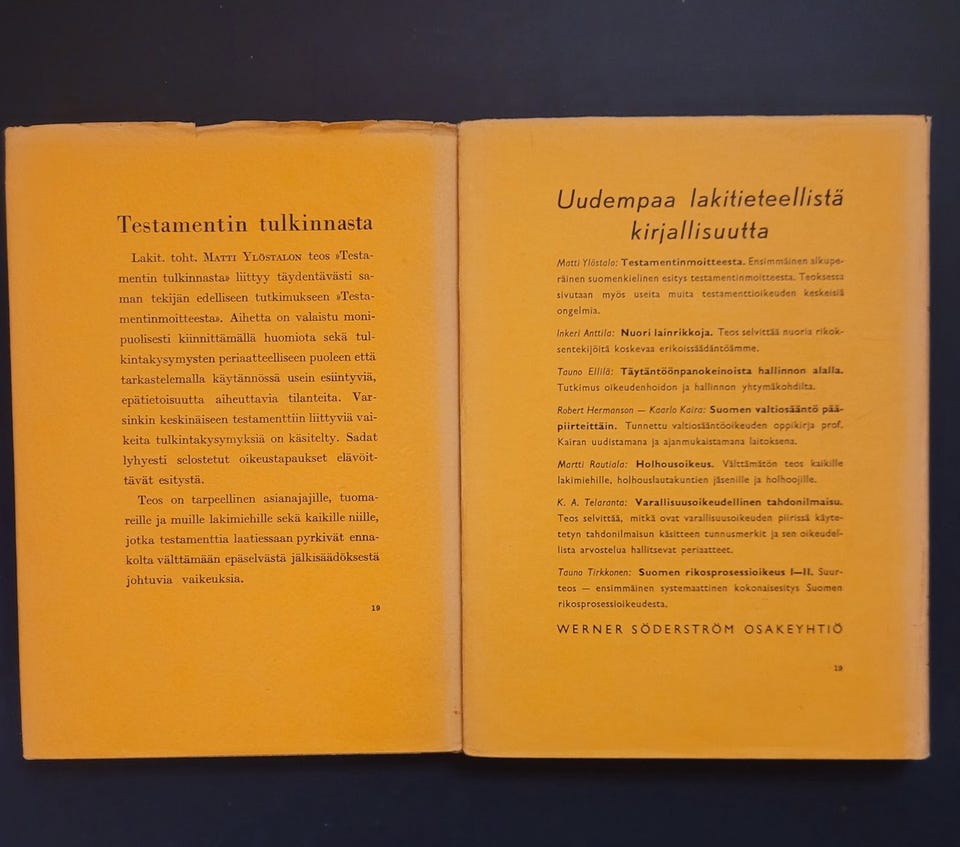 Testamentin tulkinnasta
Lakit. toht. MATTI YLÖSTALON teos »Testa-
mentin tulkinnasta» liittyy täydentävästi sa-
man tekijän edelliseen tutkimukseen »Testa-
mentinmoitteesta». Aihetta on valaistu moni-
puolisesti kiinnittämällä huomiota sekä tul-
kintakysymysten periaatteelliseen puoleen että
tarkastelemalla käytännössä usein esiintyviä,
epätietoisuutta aiheuttavia tilanteita. Var-
sinkin keskinäiseen testamenttiin liittyviä vai-
keita tulkintakysymyksiä on käsitelty. Sadat
lyhyesti selostetut oikeustapaukset elävöit-
tävät esitystä.
Teos on tarpeellinen asianajajille, tuoma-
reille ja muille lakimiehille sekä kaikille niille,
jotka testamenttia laatiessaan pyrkivät enna-
kolta välttämään epäselvästä jälkisäädöksestä
johtuvia vaikeuksia.
19
Uudempaa lakitieteellistä
kirjallisuutta
Matti Ylöstalo: Testamentinmoitteesta. Ensimmäinen alkupe-
räinen suomenkielinen esitys testamentinmoitteesta. Teoksessa
sivutaan myös useita muita testamenttioikeuden keskeisiä
ongelmia.
Inkeri Anttila: Nuori lainrikkoja. Teos selvittää nuoria rikok-
sentekijöitä koskevaa erikoissäädäntöämme.
Tauno Ellilä: Täytäntöönpanokeinoista hallinnon alalla.
Tutkimus oikeudenhoidon ja hallinnon yhtymäkohdilta.
Robert Hermanson — Kaarlo Kaira: Suomen valtiosääntö pää-
piirteittäin. Tunnettu valtiosääntöoikeuden oppikirja prof.
Kairan uudistamana ja ajanmukaistamana laitoksena.
Martti Rautiala: Holhousoikeus. Välttämätön teos kaikille
lakimiehille, holhouslautakuntien jäsenille ja holhoojille.
K. A. Telaranta: Varallisuusoikeudellinen tahdonilmaisu.
Teos selvittää, mitkä ovat varallisuusoikeuden piirissä käyte-
tetyn tahdonilmaisun käsitteen tunnusmerkit ja sen oikeudel-
lista arvostelua hallitsevat periaatteet.
Tauno Tirkkonen: Suomen rikosprosessioikeus I—II. Suur-
teos — ensimmäinen systemaattinen kokonaisesitys Suomen
rikosprosessioikeudesta.
WERNER SÖDERSTRÖM OSAKEYHTIÖ
19